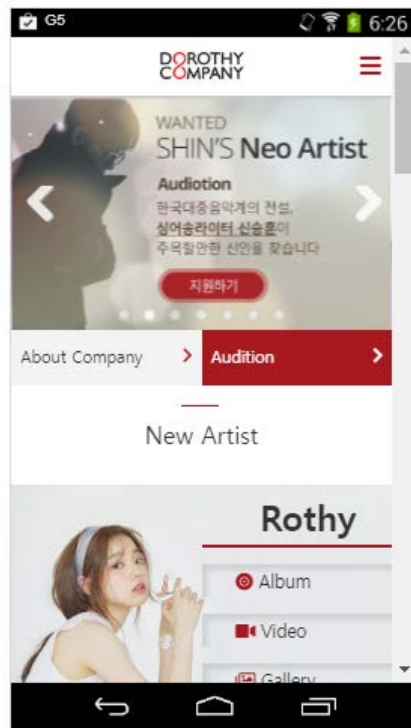 G5
6:26
DOROTHY
COMPANY
WANTED
SHIN'S Neo Artist
Audiotion
한국대중음악계의 전설,
싱어송라이터 신승훈이
주목할만한 신인을 찾습니다
지원하기
About Company
Audition
New Artist
Rothy
Album
Video
Gallery